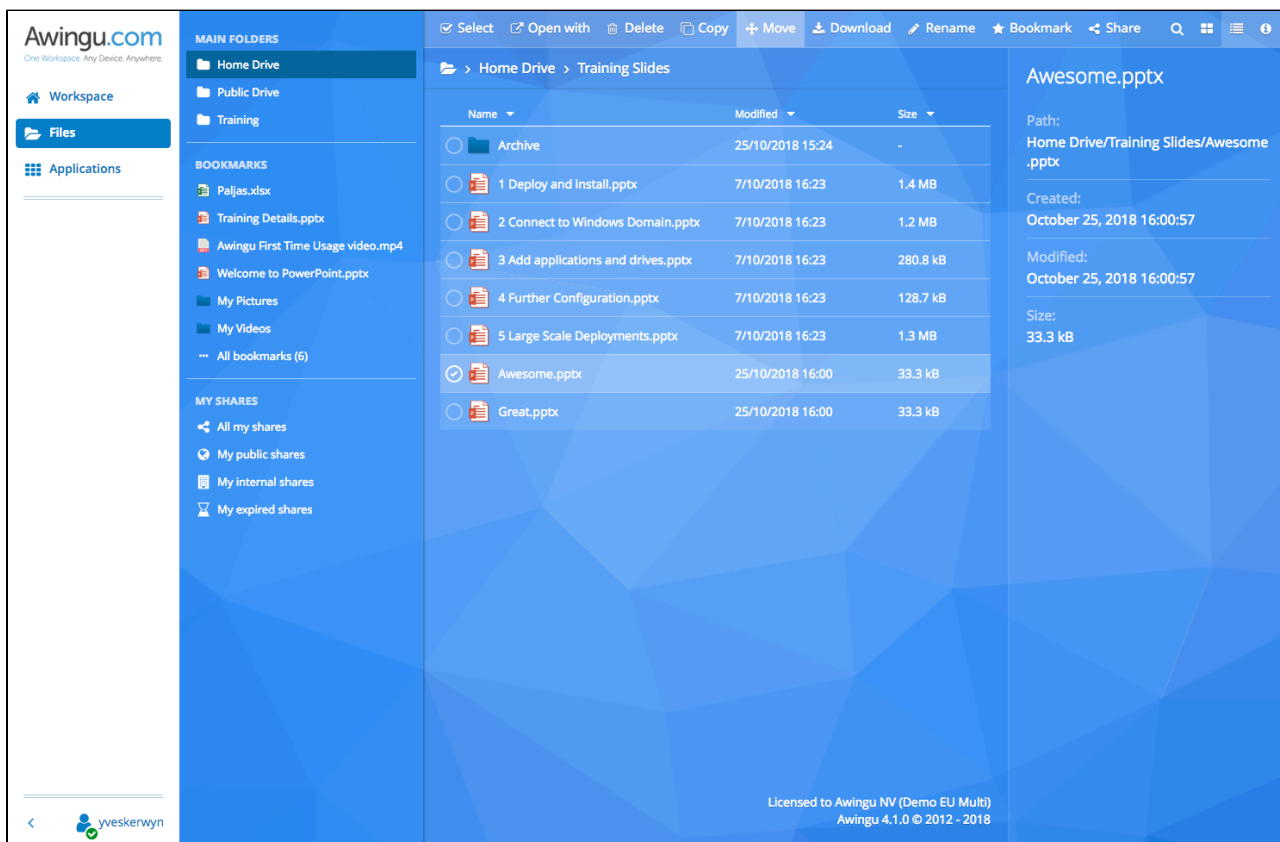 Awingu.com
One Workspace. Any Device. Anywhere.
Workspace
Files
Applications
yveskerwyn
MAIN FOLDERS
Home Drive
Public Drive
Training
BOOKMARKS
Paljas.xlsx
Training Details.pptx
Awingu First Time Usage video.mp4
Welcome to PowerPoint.pptx
My Pictures
My Videos
All bookmarks (6)
MY SHARES
All my shares
My public shares
My internal shares
My expired shares
Select Open with Delete Copy Move Download Rename Bookmark Share
> Home Drive > Training Slides
Name Modified Size
Archive 25/10/2018 15:24 -
1 Deploy and install.pptx 7/10/2018 16:23 1.4 MB
2 Connect to Windows Domain.pptx 7/10/2018 16:23 1.2 MB
3 Add applications and drives.pptx 7/10/2018 16:23 280.8 kB
4 Further Configuration.pptx 7/10/2018 16:23 128.7 kB
5 Large Scale Deployments.pptx 7/10/2018 16:23 1.3 MB
Awesome.pptx 25/10/2018 16:00 33.3 kB
Great.pptx 25/10/2018 16:00 33.3 kB
Licensed to Awingu NV (Demo EU Multi)
Awingu 4.1.0 © 2012 - 2018
Awesome.pptx
Path:
Home Drive/Training Slides/Awesome
.pptx
Created:
October 25, 2018 16:00:57
Modified:
October 25, 2018 16:00:57
Size:
33.3 kB